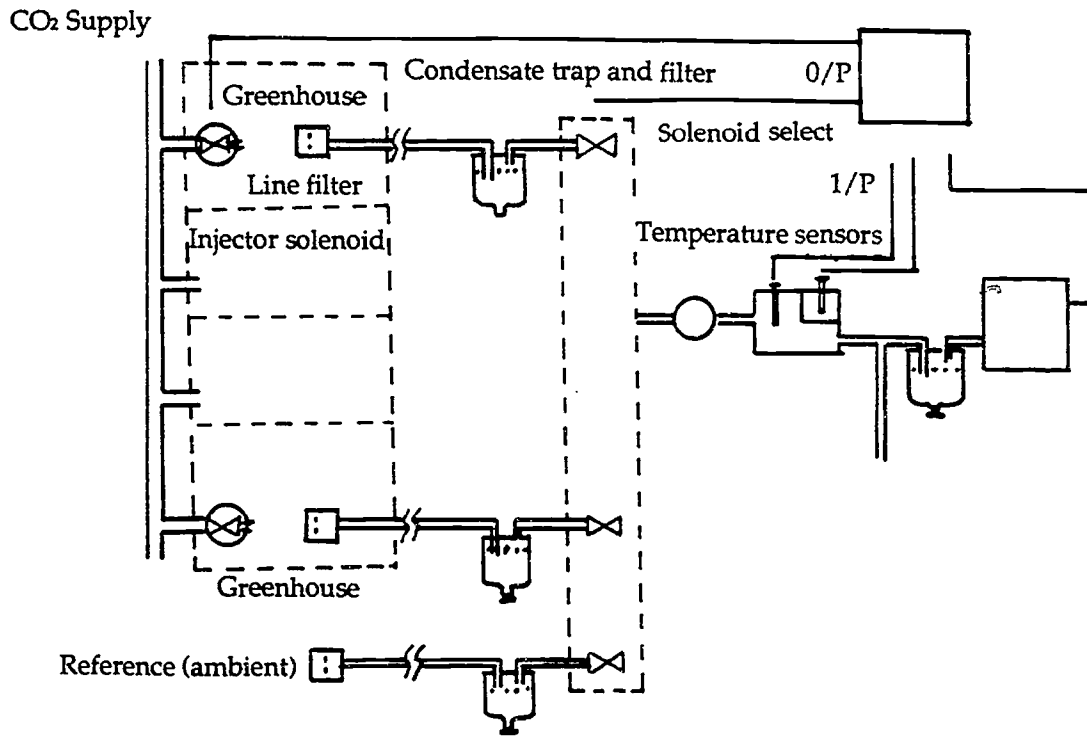 CO₂ Supply
Greenhouse
Condensate trap and filter
0/P
Solenoid select
Line filter
1/P
Injector solenoid
Temperature sensors
Greenhouse
Reference (ambient)